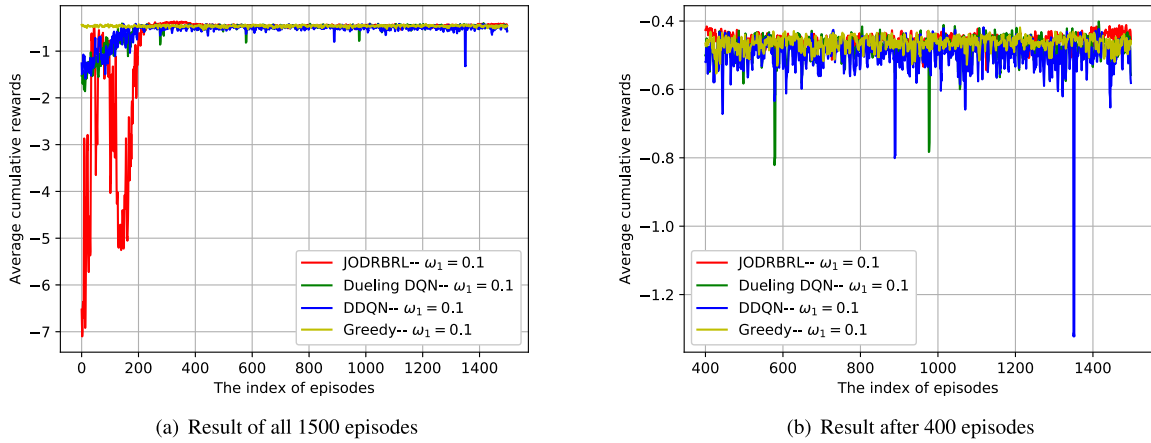 Average cumulative rewards
−1
−2
−3
−4
−5
−6
−7
0
200
400
600
800
1000
1200
1400
The index of episodes
JODRBRL-- ω₁ = 0.1
Dueling DQN-- ω₁ = 0.1
DDQN-- ω₁ = 0.1
Greedy-- ω₁ = 0.1
(a) Result of all 1500 episodes
Average cumulative rewards
−0.4
−0.6
−0.8
−1.0
−1.2
400
600
800
1000
1200
1400
The index of episodes
JODRBRL-- ω₁ = 0.1
Dueling DQN-- ω₁ = 0.1
DDQN-- ω₁ = 0.1
Greedy-- ω₁ = 0.1
(b) Result after 400 episodes